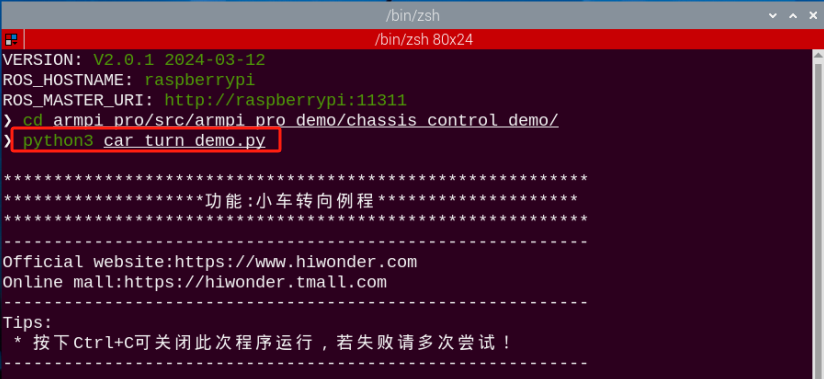 /bin/zsh
/bin/zsh 80x24
VERSION: V2.0.1 2024-03-12
ROS_HOSTNAME: raspberrypi
ROS_MASTER_URI: http://raspberrypi:11311
❯ cd armpi_pro/src/armpi_pro_demo/chassis_control_demo/
❯ python3 car_turn_demo.py
**********************************************************
********************功能:小车转向例程********************
**********************************************************
----------------------------------------------------------
Official website:https://www.hiwonder.com
Online mall:https://hiwonder.tmall.com
----------------------------------------------------------
Tips:
* 按下Ctrl+C可关闭此次程序运行，若失败请多次尝试！
----------------------------------------------------------